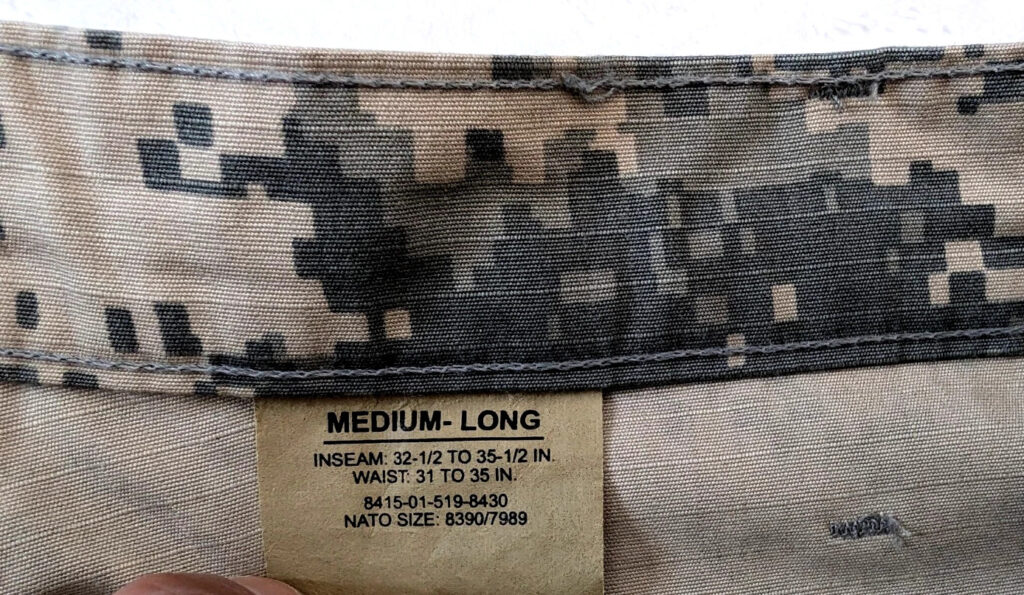 MEDIUM- LONG
INSEAM: 32-1/2 TO 35-1/2 IN.
WAIST: 31 TO 35 IN.
8415-01-519-8430
NATO SIZE: 8390/7989